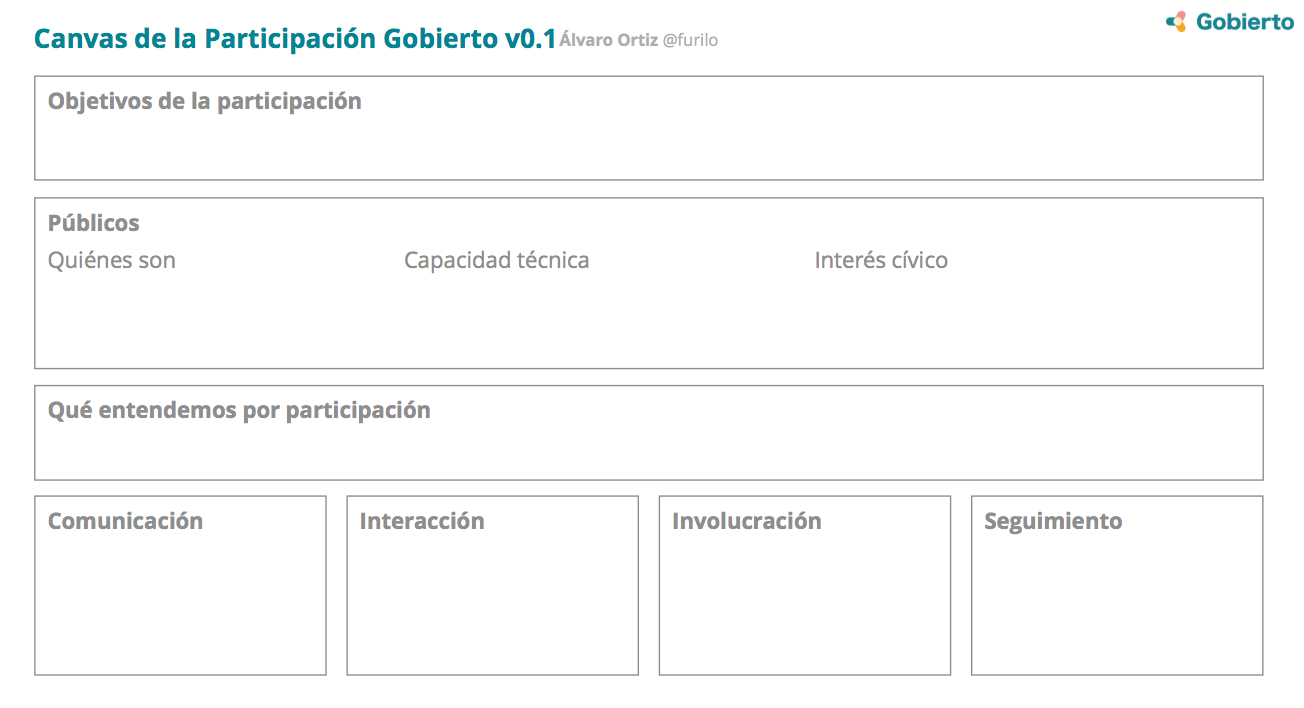 Canvas de la Participación Gobierto v0.1 Álvaro Ortiz @furilo
Gobierto
Objetivos de la participación
Públicos
Quiénes son Capacidad técnica Interés cívico
Qué entendemos por participación
Comunicación Interacción Involucración Seguimiento